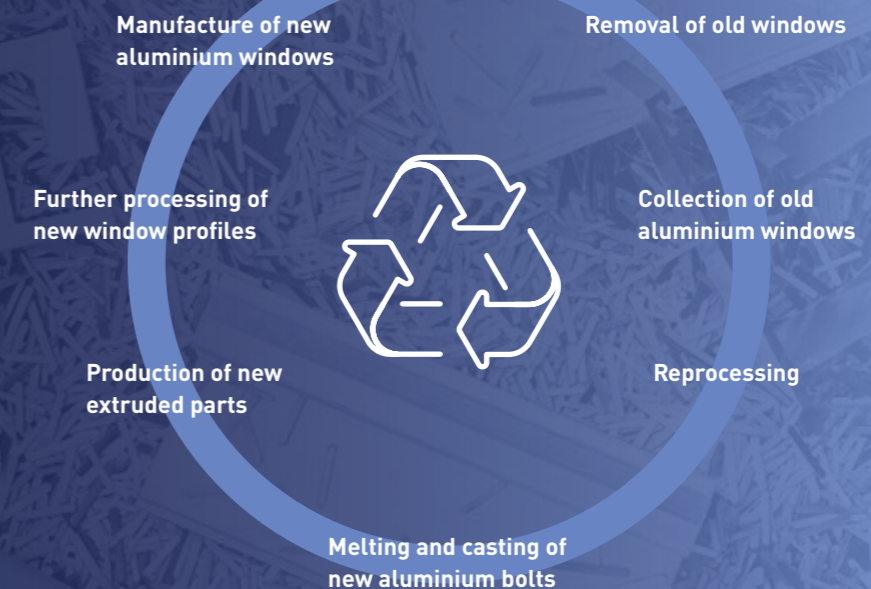 Manufacture of new
aluminium windows
Removal of old windows
Further processing of
new window profiles
Collection of old
aluminium windows
Production of new
extruded parts
Reprocessing
Melting and casting of
new aluminium bolts